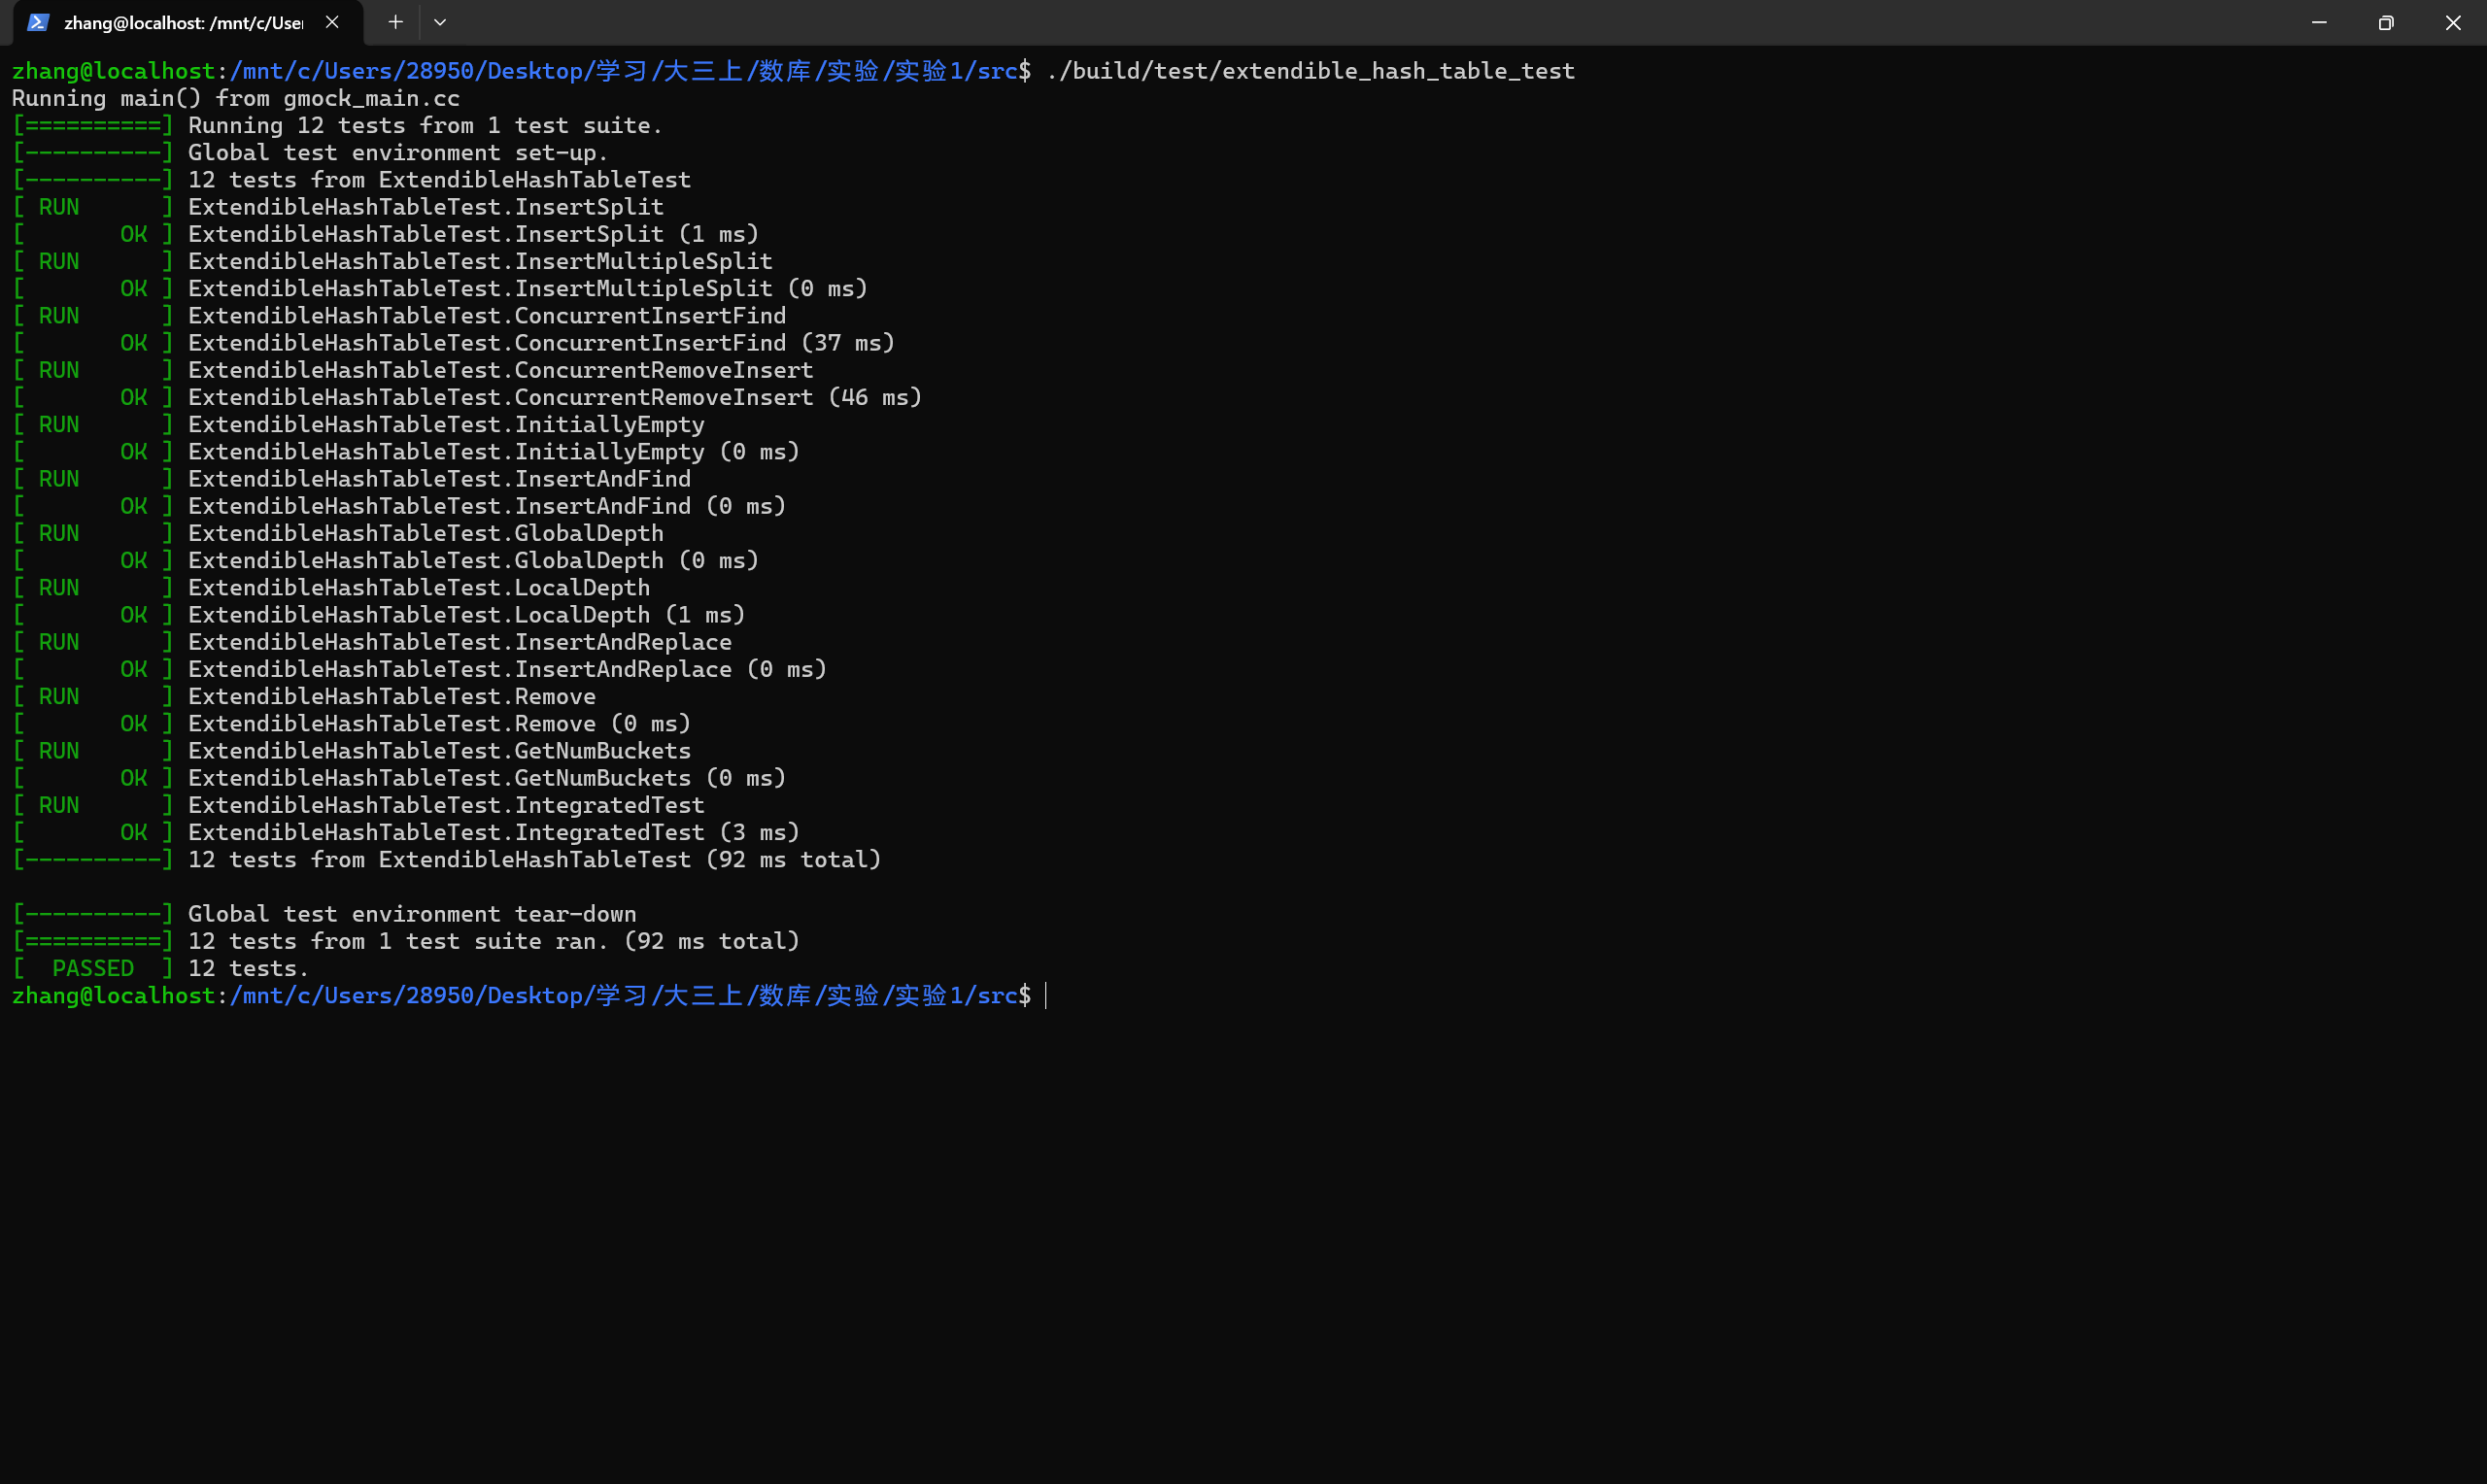 zhang@localhost: /mnt/c/Use
zhang@localhost:/mnt/c/Users/28950/Desktop/学习/大三上/数库/实验/实验1/src$ ./build/test/extendible_hash_table_test
Running main() from gmock_main.cc
[==========] Running 12 tests from 1 test suite.
[----------] Global test environment set-up.
[----------] 12 tests from ExtendibleHashTableTest
[ RUN      ] ExtendibleHashTableTest.InsertSplit
[       OK ] ExtendibleHashTableTest.InsertSplit (1 ms)
[ RUN      ] ExtendibleHashTableTest.InsertMultipleSplit
[       OK ] ExtendibleHashTableTest.InsertMultipleSplit (0 ms)
[ RUN      ] ExtendibleHashTableTest.ConcurrentInsertFind
[       OK ] ExtendibleHashTableTest.ConcurrentInsertFind (37 ms)
[ RUN      ] ExtendibleHashTableTest.ConcurrentRemoveInsert
[       OK ] ExtendibleHashTableTest.ConcurrentRemoveInsert (46 ms)
[ RUN      ] ExtendibleHashTableTest.InitiallyEmpty
[       OK ] ExtendibleHashTableTest.InitiallyEmpty (0 ms)
[ RUN      ] ExtendibleHashTableTest.InsertAndFind
[       OK ] ExtendibleHashTableTest.InsertAndFind (0 ms)
[ RUN      ] ExtendibleHashTableTest.GlobalDepth
[       OK ] ExtendibleHashTableTest.GlobalDepth (0 ms)
[ RUN      ] ExtendibleHashTableTest.LocalDepth
[       OK ] ExtendibleHashTableTest.LocalDepth (1 ms)
[ RUN      ] ExtendibleHashTableTest.InsertAndReplace
[       OK ] ExtendibleHashTableTest.InsertAndReplace (0 ms)
[ RUN      ] ExtendibleHashTableTest.Remove
[       OK ] ExtendibleHashTableTest.Remove (0 ms)
[ RUN      ] ExtendibleHashTableTest.GetNumBuckets
[       OK ] ExtendibleHashTableTest.GetNumBuckets (0 ms)
[ RUN      ] ExtendibleHashTableTest.IntegratedTest
[       OK ] ExtendibleHashTableTest.IntegratedTest (3 ms)
[----------] 12 tests from ExtendibleHashTableTest (92 ms total)
[----------] Global test environment tear-down
[==========] 12 tests from 1 test suite ran. (92 ms total)
[  PASSED  ] 12 tests.
zhang@localhost:/mnt/c/Users/28950/Desktop/学习/大三上/数库/实验/实验1/src$